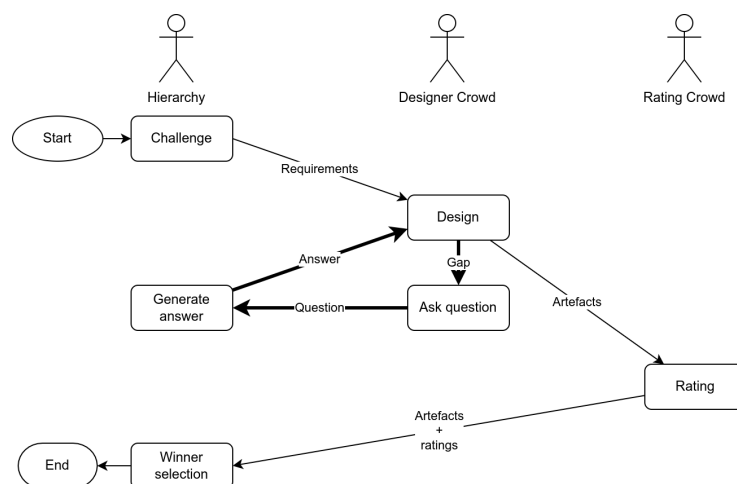 Hierarchy
Designer Crowd
Rating Crowd
Start
Challenge
Requirements
Design
Answer
Gap
Generate
answer
Question
Ask question
Artefacts
Rating
Artefacts
+
ratings
End
Winner
selection